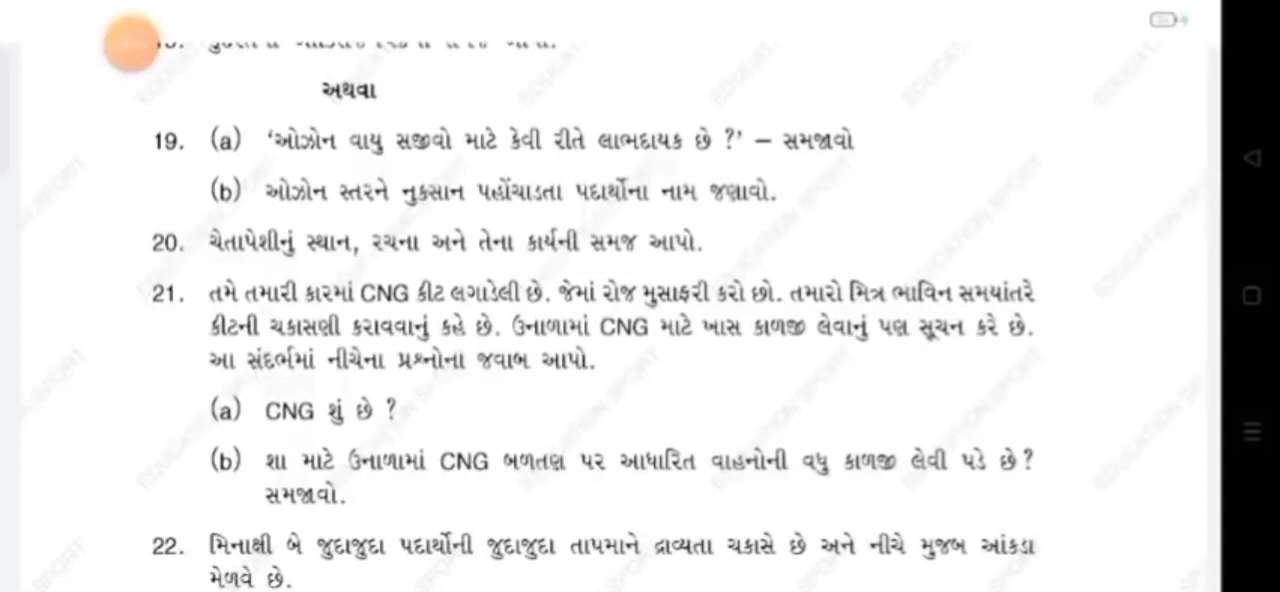 અથવા
19. (a) ‘ઓઝોન વાયુ સજીવો માટે કેવી રીતે લાભદાયક છે ?’ – સમજાવો
(b) ઓઝોન સ્તરને નુકસાન પહોંચાડતા પદાર્થોના નામ જણાવો.
20. ચેતાપેશીનું સ્થાન, રચના અને તેના કાર્યની સમજ આપો.
21. તમે તમારી કારમાં CNG કીટ લગાડેલી છે. જેમાં રોજ મુસાફરી કરો છો. તમારો મિત્ર ભાવિન સમયાંતરે
કીટની ચકાસણી કરાવવાનું કહે છે. ઉનાળામાં CNG માટે ખાસ કાળજી લેવાનું પણ સૂચન કરે છે.
આ સંદર્ભમાં નીચેના પ્રશ્નોના જવાબ આપો.
(a) CNG શું છે ?
(b) શા માટે ઉનાળામાં CNG બળતણ પર આધારિત વાહનોની વધુ કાળજી લેવી પડે છે ?
સમજાવો.
22. મિનાક્ષી બે જુદાજુદા પદાર્થોની જુદાજુદા તાપમાને દ્રાવ્યતા ચકાસે છે અને નીચે મુજબ આંકડા
મેળવે છે.